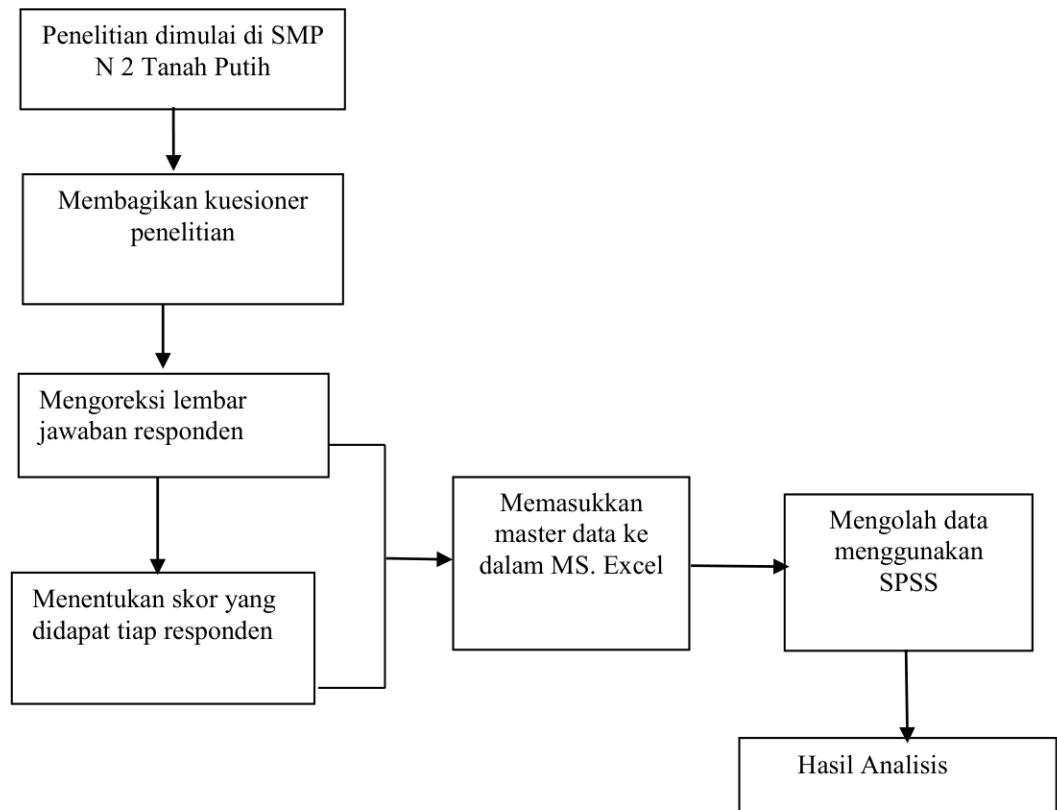 Penelitian dimulai di SMP
N 2 Tanah Putih
Membagikan kuesioner
penelitian
Mengoreksi lembar
jawaban responden
Menentukan skor yang
didapat tiap responden
Memasukkan
master data ke
dalam MS. Excel
Mengolah data
menggunakan
SPSS
Hasil Analisis